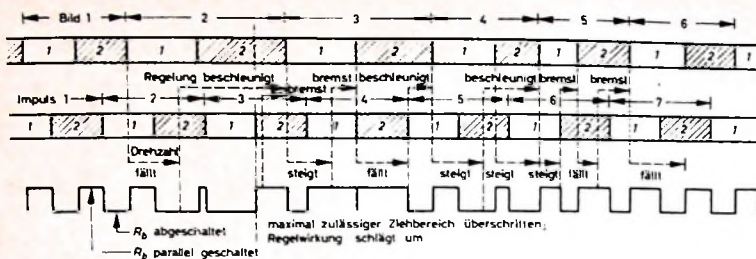 Bild 1 2 3 4 5 6
1 2 1 2 1 2 1 2 1 2 1 2
Regelung beschleunigt bremst beschleunigt beschleunigt bremst
bremst bremst
Impuls 1 2 3 4 5 6 7
1 2 1 2 1 2 1 2 1 2 1 2 1 2 1
Drehzahl
fällt steigt fällt steigt steigt steigt fällt fällt
maximal zulässiger Ziehbereich überschritten,
R_b abgeschaltet Regelwirkung schlägt um
R_b parallel geschaltet